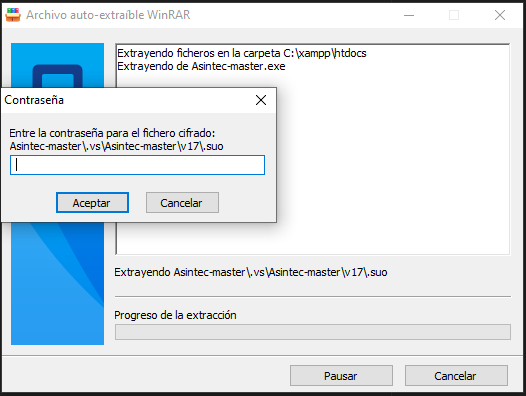 Archivo auto-extraíble WinRAR
Extrayendo ficheros en la carpeta C:\xampp\htdocs
Extrayendo de Asintec-master.exe
Contraseña
Entre la contraseña para el fichero cifrado:
Asintec-master\.vs\Asintec-master\v17\.suo
Aceptar
Cancelar
Extrayendo Asintec-master\.vs\Asintec-master\v17\.suo
Progreso de la extracción
Pausar
Cancelar